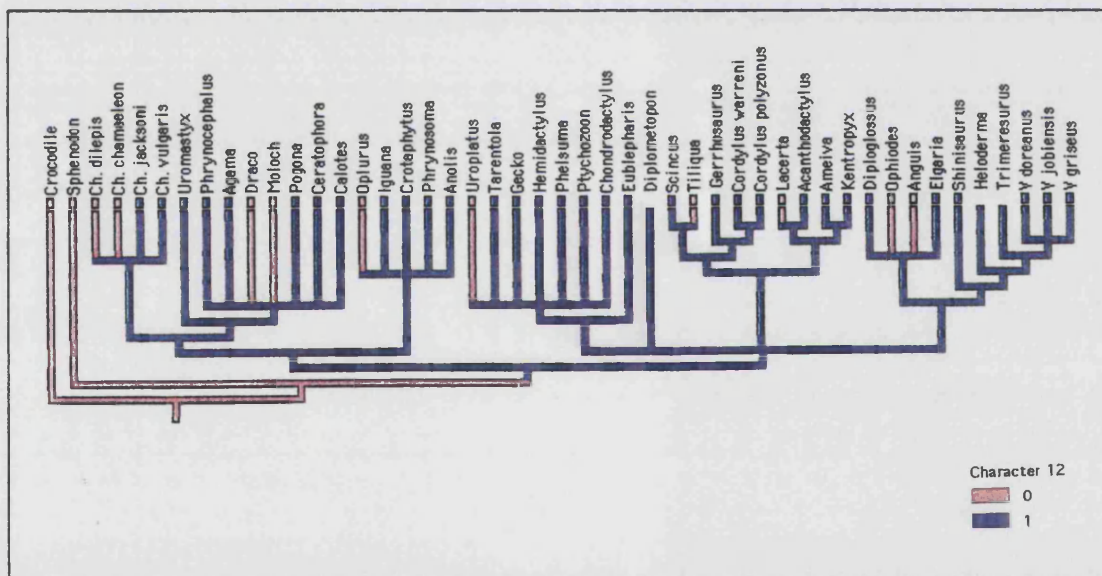 Crocodile
Sphenodon
Ch. dilepis
Ch. chamaeleon
Ch. jacksoni
Ch. vulgaris
Uromastyx
Phrynocephalus
Agama
Draco
Moloch
Pogona
Ceratophora
Calotes
Oplurus
Iguana
Crotaphytus
Phrynosoma
Anolis
Uroplatus
Tarentola
Gecko
Hemidactylus
Phelsuma
Ptychozoon
Chondrodactylus
Eublepharis
Diplometopon
Scincus
Tiliqua
Gerrhosaurus
Cordylus warreni
Cordylus polyzonus
Lacerta
Acanthodactylus
Ameiva
Kentropyx
Diploglossus
Ophiodes
Anguis
Elgaria
Shinisaurus
Heloderma
Trimeresurus
V doreanus
V jobiensis
V griseus
Character 12
0
1